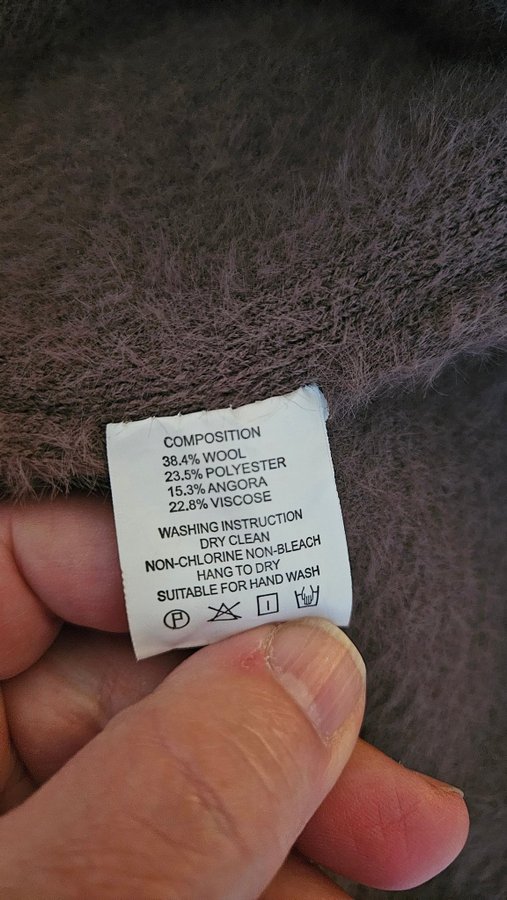 COMPOSITION
38.4% WOOL
23.5% POLYESTER
15.3% ANGORA
22.8% VISCOSE
WASHING INSTRUCTION
DRY CLEAN
NON-CHLORINE NON-BLEACH
HANG TO DRY
SUITABLE FOR HAND WASH
P